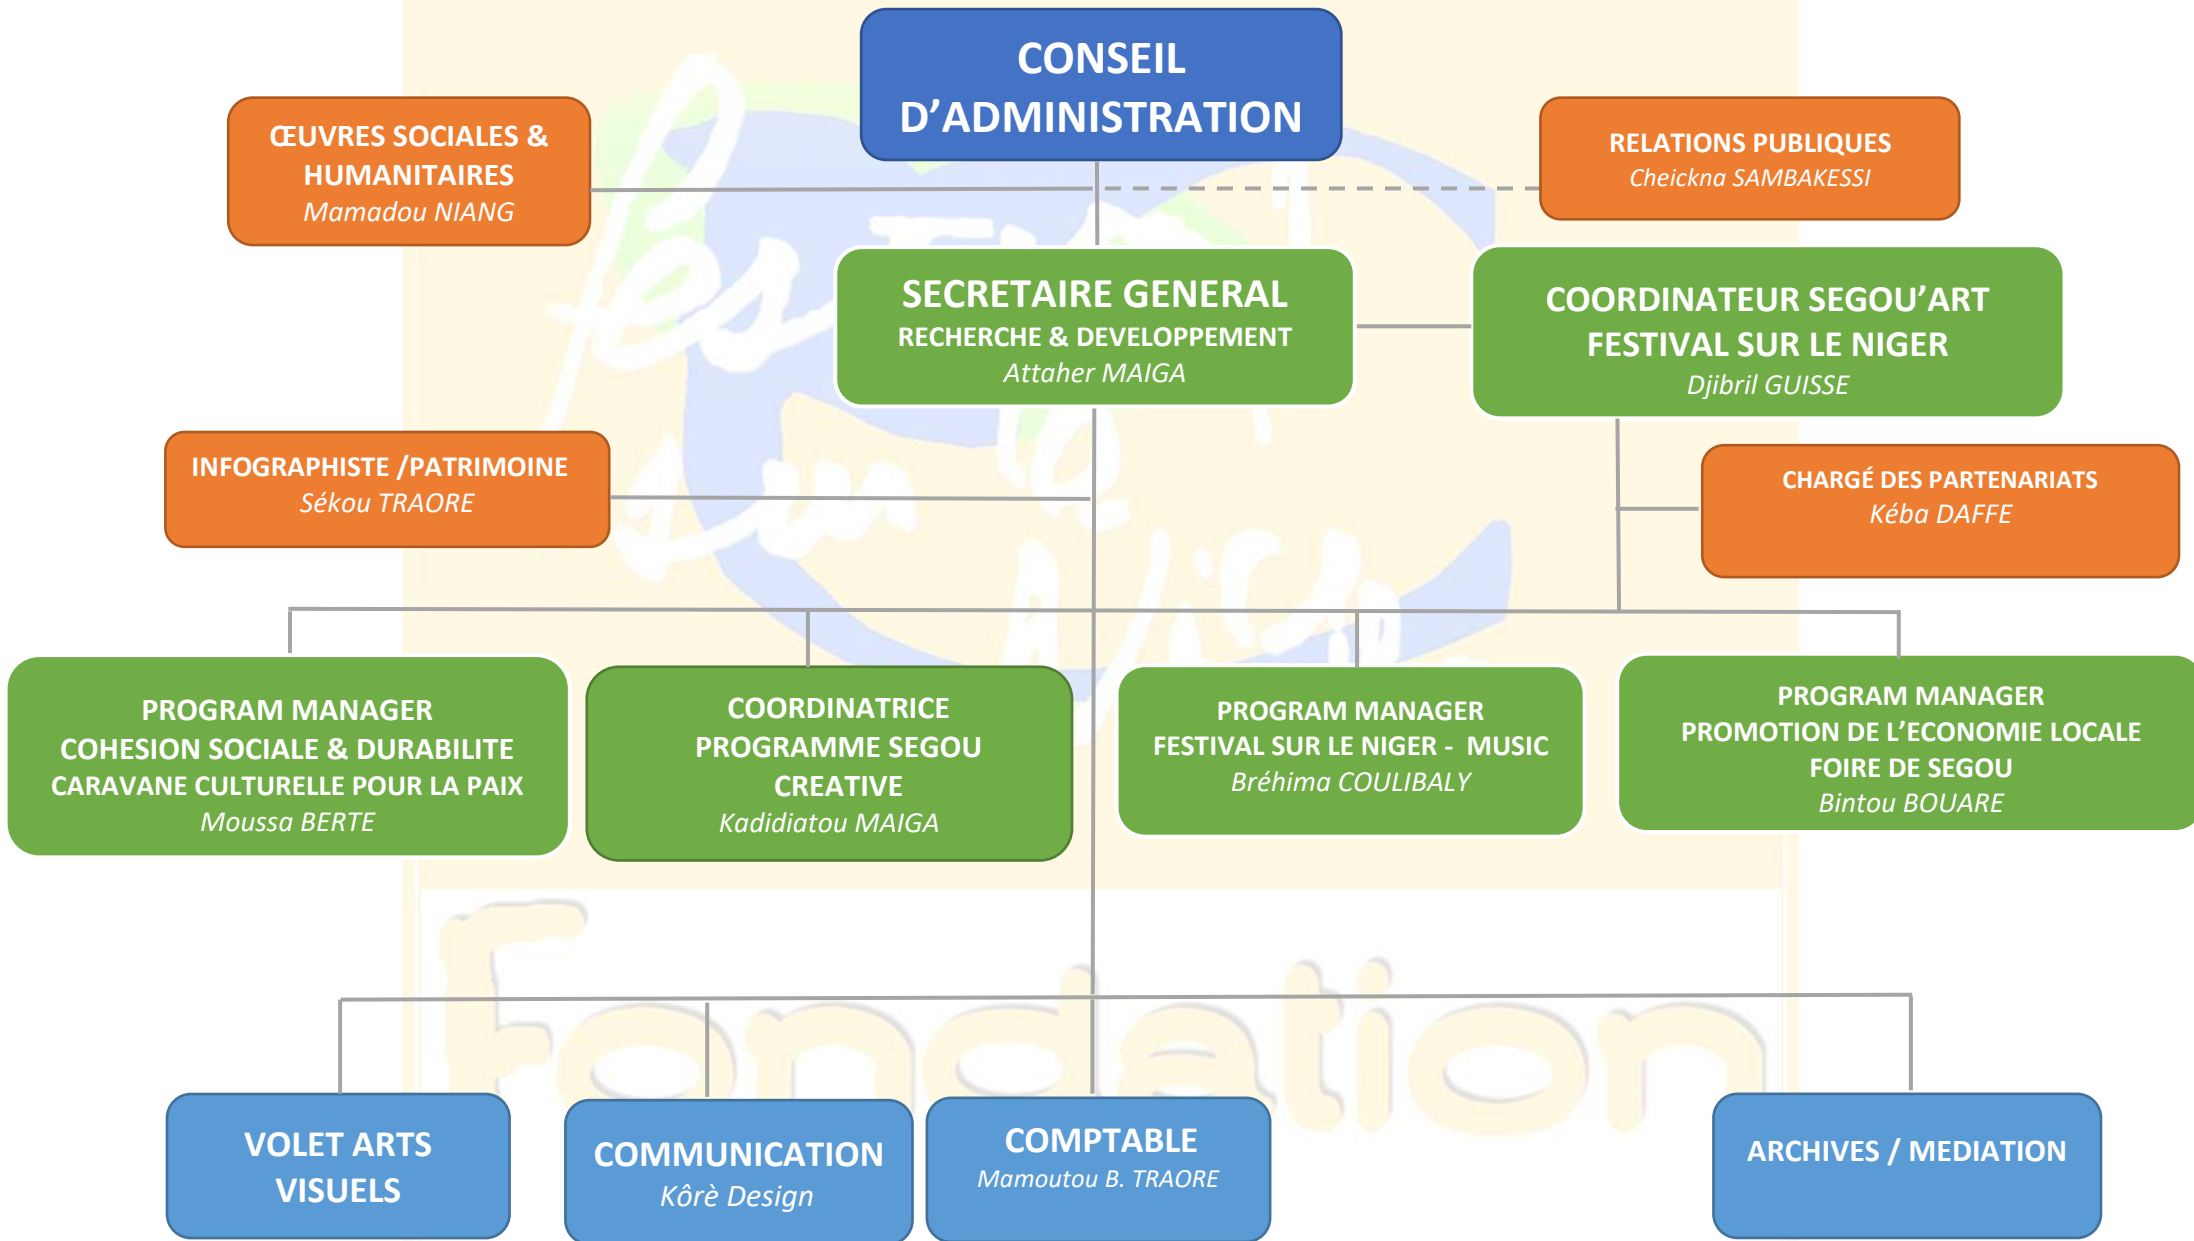 CONSEIL
D’ADMINISTRATION
ŒUVRES SOCIALES &
HUMANITAIRES
Mamadou NIANG
RELATIONS PUBLIQUES
Cheickna SAMBAKESSI
SECRETAIRE GENERAL
RECHERCHE & DEVELOPPEMENT
Attaher MAIGA
COORDINATEUR SEGOU’ART
FESTIVAL SUR LE NIGER
Djibril GUISSE
INFOGRAPHISTE /PATRIMOINE
Sékou TRAORE
CHARGÉ DES PARTENARIATS
Kéba DAFFE
PROGRAM MANAGER
COHESION SOCIALE & DURABILITE
CARAVANE CULTURELLE POUR LA PAIX
Moussa BERTE
COORDINATRICE
PROGRAMME SEGOU
CREATIVE
Kadidiatou MAIGA
PROGRAM MANAGER
FESTIVAL SUR LE NIGER - MUSIC
Bréhima COULIBALY
PROGRAM MANAGER
PROMOTION DE L’ECONOMIE LOCALE
FOIRE DE SEGOU
Bintou BOUARE
Fondation
VOLET ARTS
VISUELS
COMMUNICATION
Kôrè Design
COMPTABLE
Mamoutou B. TRAORE
ARCHIVES / MEDIATION